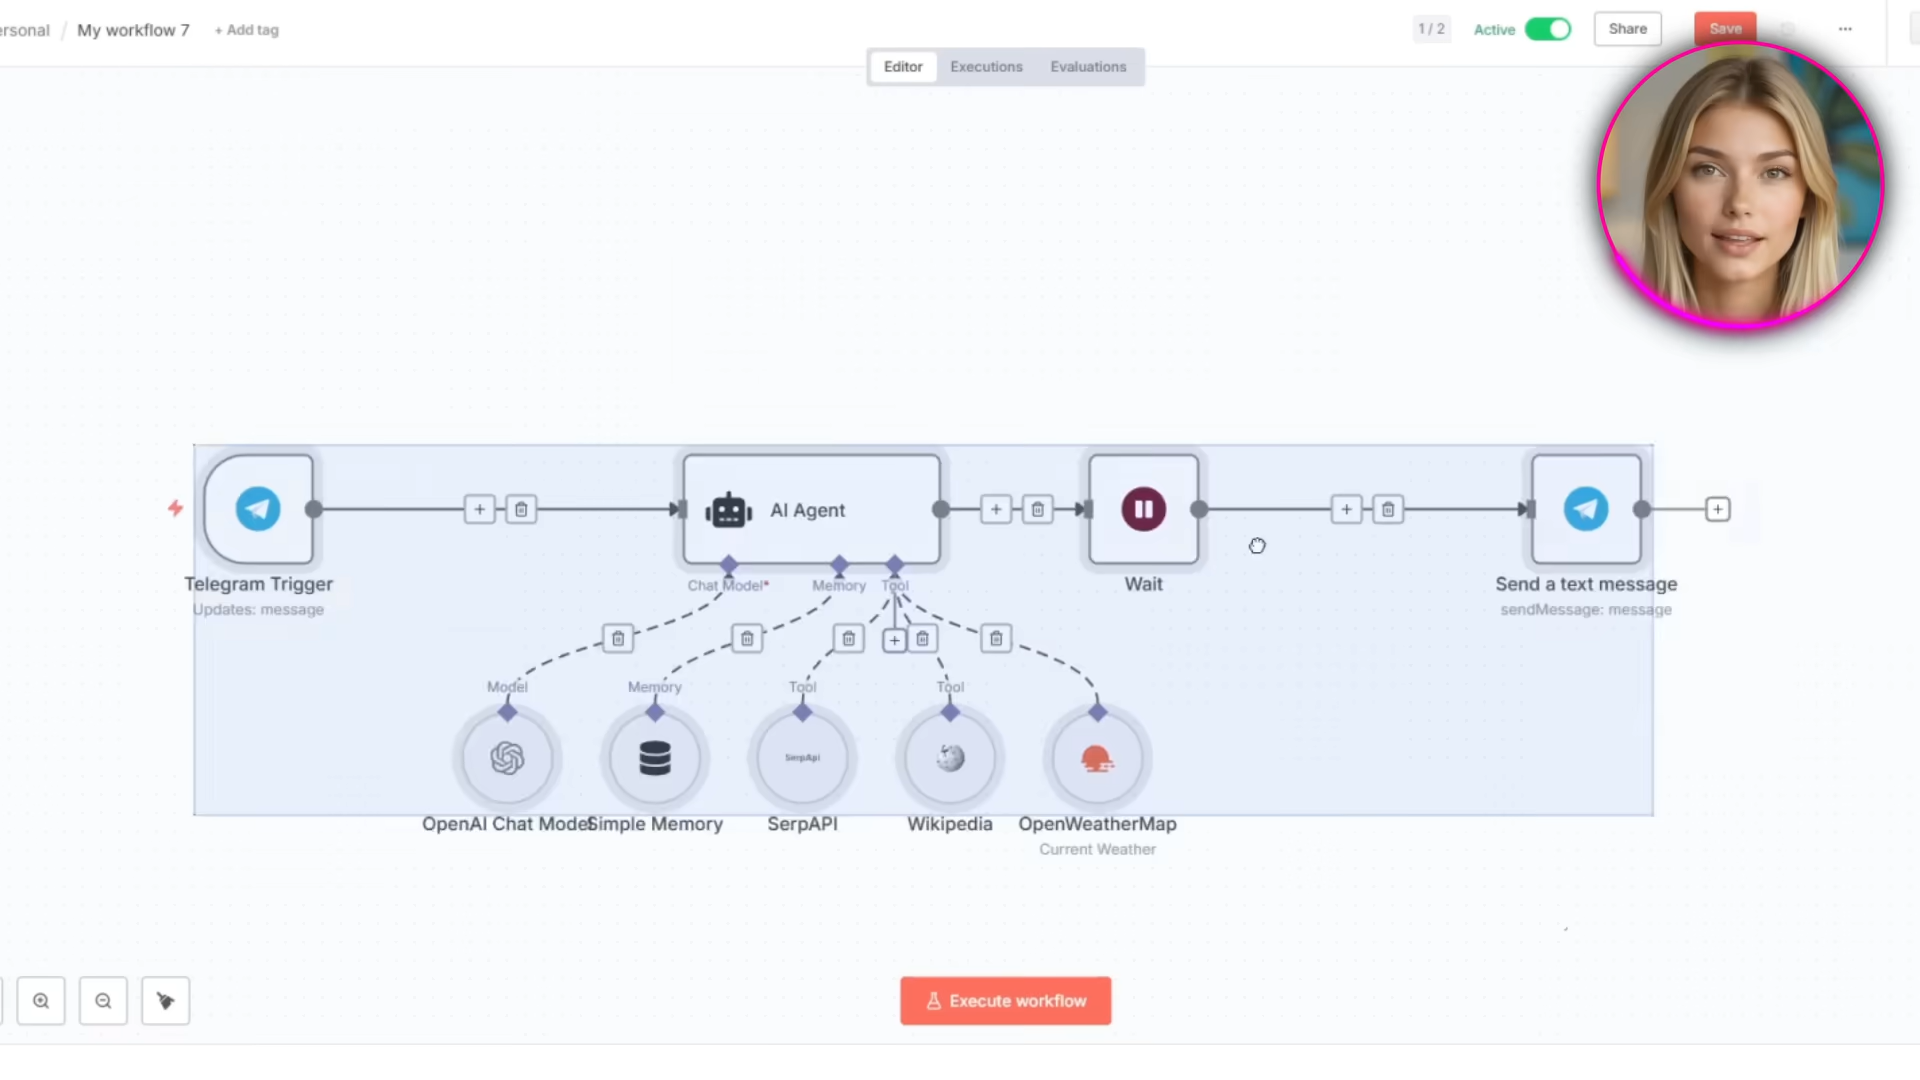 ersonal / My workflow 7 + Add tag
1 / 2 Active Share Save ...
Editor Executions Evaluations
AI Agent
Telegram Trigger
Updates: message
Chat Model* Memory Tool
Wait
Send a text message
sendMessage: message
Model Memory Tool Tool
SerpApi
OpenAI Chat Model Simple Memory SerpAPI Wikipedia OpenWeatherMap
Current Weather
Execute workflow